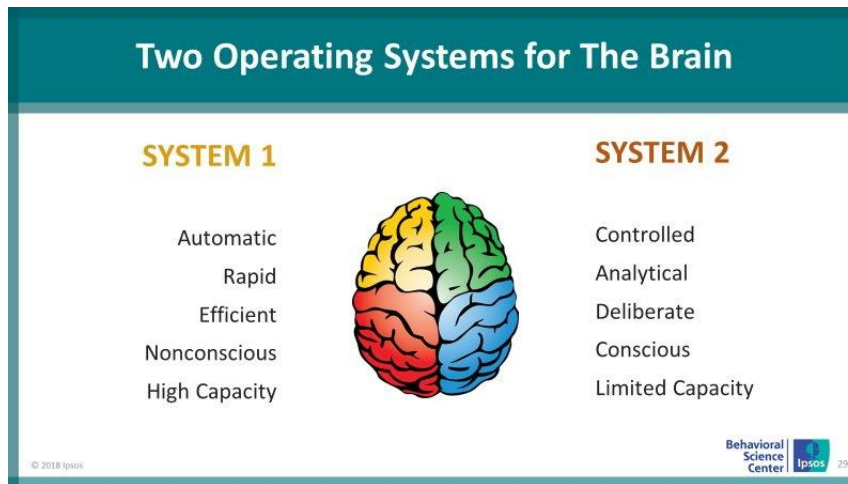 Two Operating Systems for The Brain
SYSTEM 1
Automatic
Rapid
Efficient
Nonconscious
High Capacity
SYSTEM 2
Controlled
Analytical
Deliberate
Conscious
Limited Capacity
© 2018 Ipsos
Behavioral
Science
Center
Ipsos
29